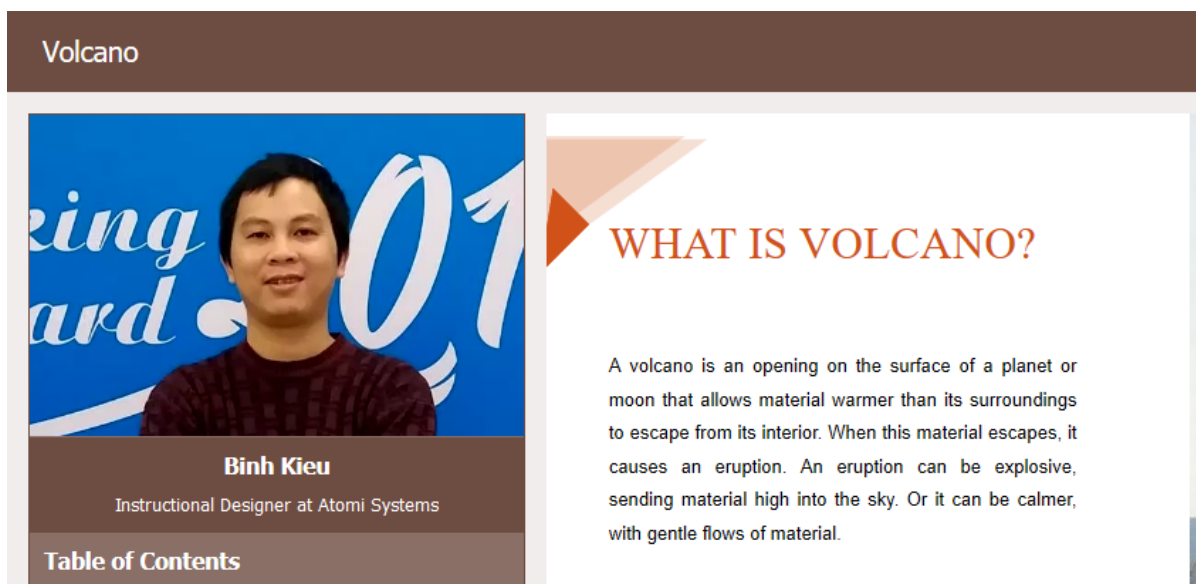 Volcano
king
ard
01
Binh Kieu
Instructional Designer at Atomi Systems
Table of Contents
WHAT IS VOLCANO?
A volcano is an opening on the surface of a planet or
moon that allows material warmer than its surroundings
to escape from its interior. When this material escapes, it
causes an eruption. An eruption can be explosive,
sending material high into the sky. Or it can be calmer,
with gentle flows of material.